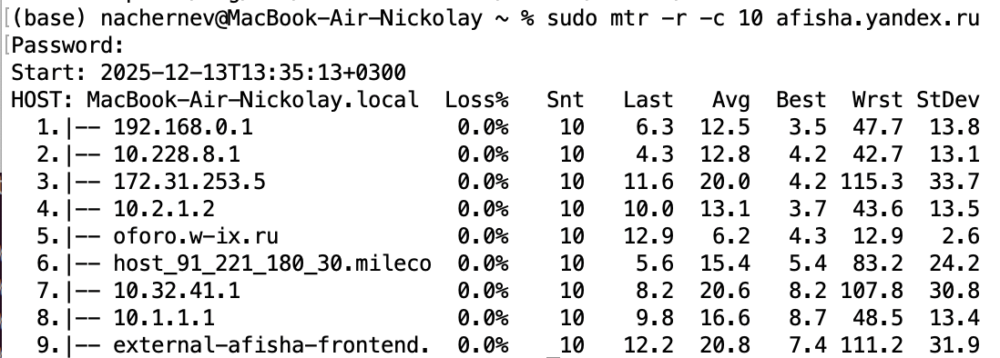 (base) nachernev@MacBook-Air-Nickolay ~ % sudo mtr -r -c 10 afisha.yandex.ru
Password:
Start: 2025-12-13T13:35:13+0300
HOST: MacBook-Air-Nickolay.local  Loss%   Snt   Last   Avg  Best  Wrst StDev
  1.|-- 192.168.0.1                0.0%    10    6.3  12.5   3.5  47.7  13.8
  2.|-- 10.228.8.1                 0.0%    10    4.3  12.8   4.2  42.7  13.1
  3.|-- 172.31.253.5               0.0%    10   11.6  20.0   4.2 115.3  33.7
  4.|-- 10.2.1.2                   0.0%    10   10.0  13.1   3.7  43.6  13.5
  5.|-- oforo.w-ix.ru              0.0%    10   12.9   6.2   4.3  12.9   2.6
  6.|-- host_91_221_180_30.mileco  0.0%    10    5.6  15.4   5.4  83.2  24.2
  7.|-- 10.32.41.1                 0.0%    10    8.2  20.6   8.2 107.8  30.8
  8.|-- 10.1.1.1                   0.0%    10    9.8  16.6   8.7  48.5  13.4
  9.|-- external-afisha-frontend.  0.0%    10   12.2  20.8   7.4 111.2  31.9